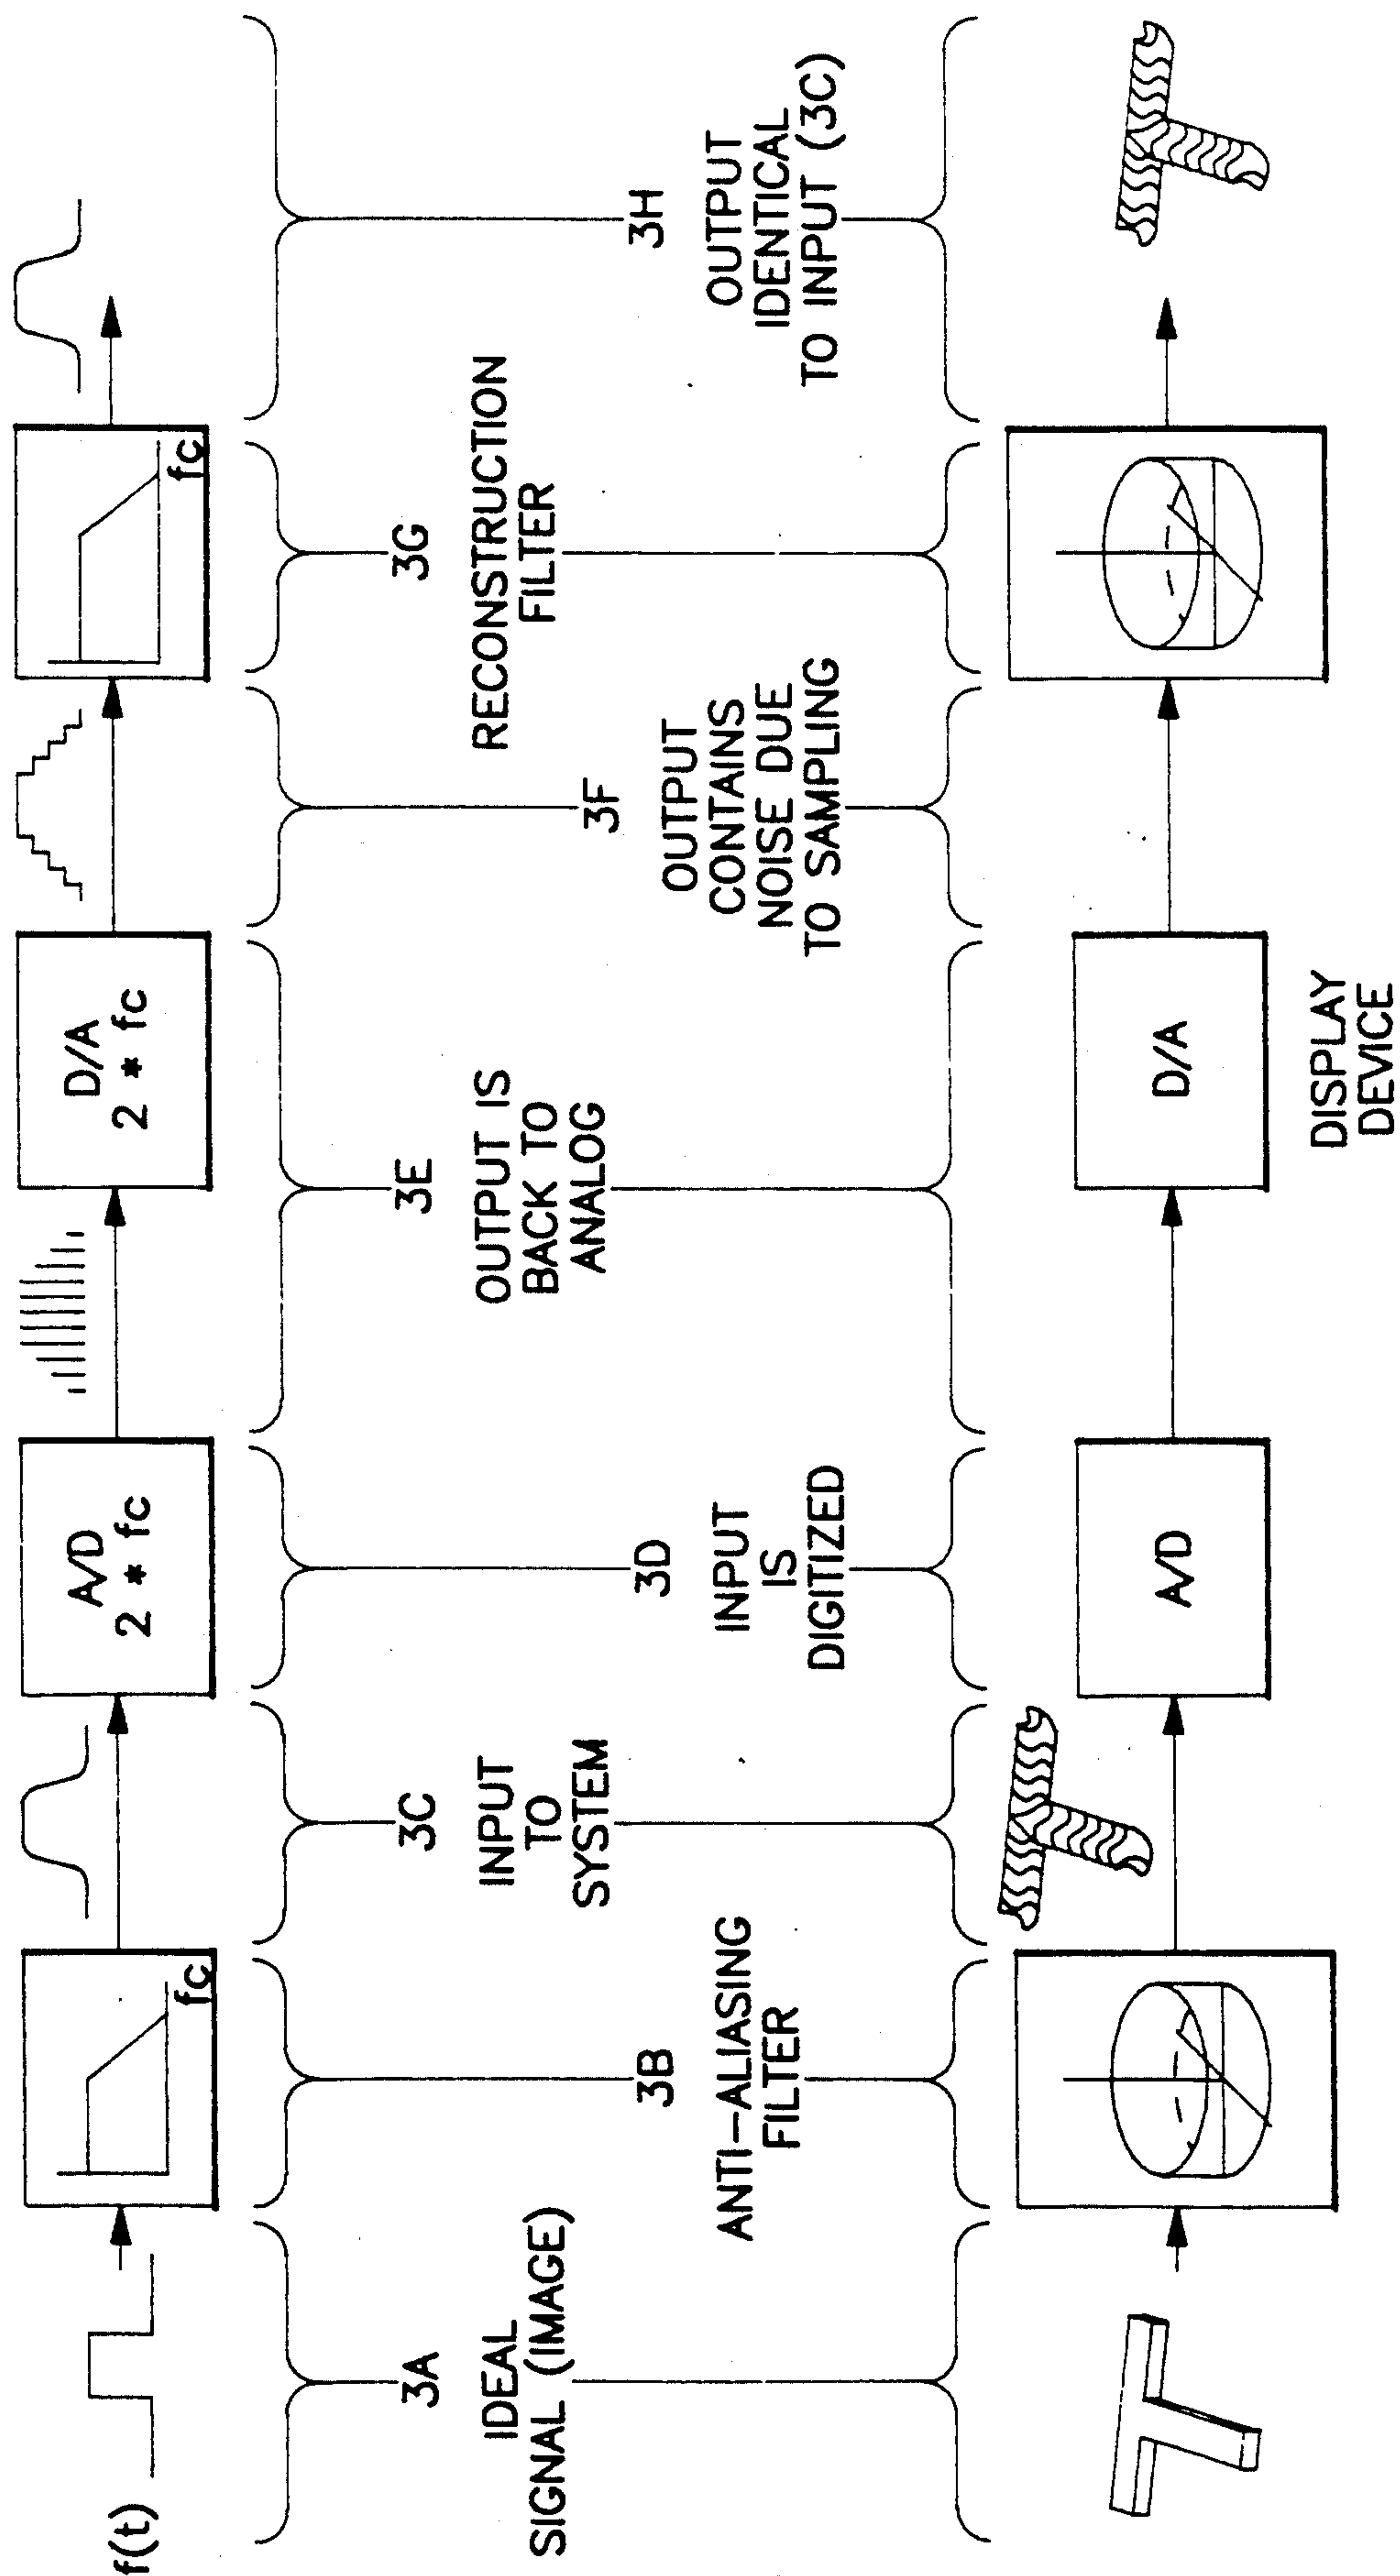 f(t)
fc
A/D
2 * fc
D/A
2 * fc
fc
3A
IDEAL
SIGNAL (IMAGE)
3B
ANTI-ALIASING
FILTER
3C
INPUT
TO
SYSTEM
3D
INPUT
IS
DIGITIZED
3E
OUTPUT IS
BACK TO
ANALOG
3F
OUTPUT
CONTAINS
NOISE DUE
TO SAMPLING
3G
RECONSTRUCTION
FILTER
3H
OUTPUT
IDENTICAL
TO INPUT (3C)
A/D
D/A
DISPLAY
DEVICE